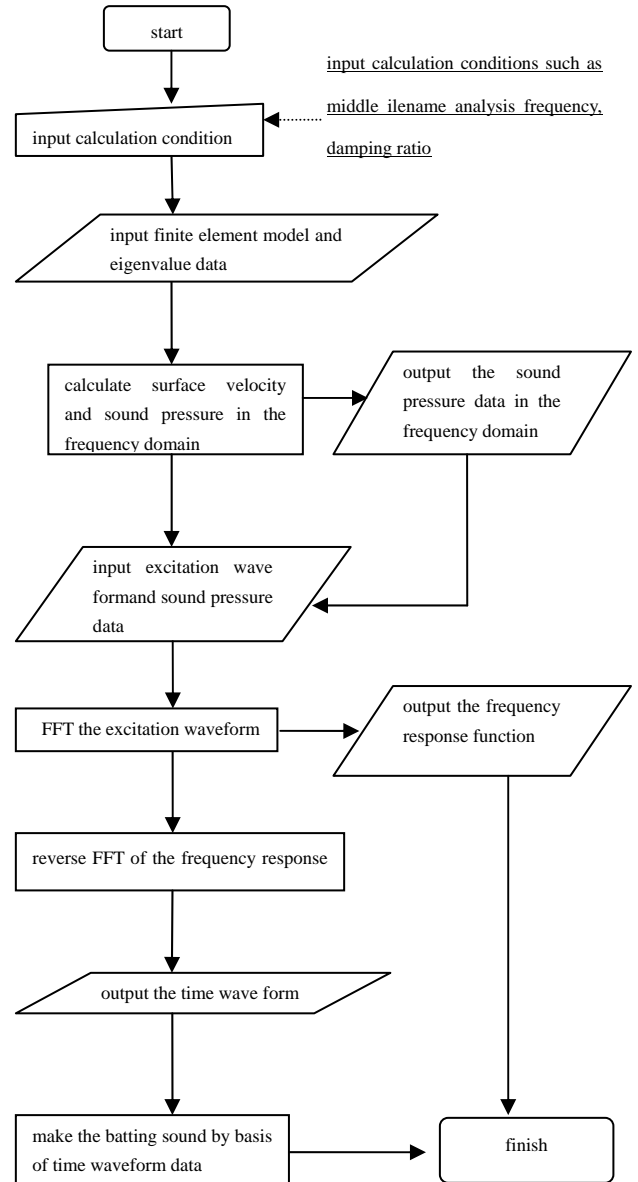 start
input calculation conditions such as
middle ilename analysis frequency,
damping ratio
input calculation condition
input finite element model and
eigenvalue data
calculate surface velocity
and sound pressure in the
frequency domain
output the sound
pressure data in the
frequency domain
input excitation wave
formand sound pressure
data
FFT the excitation waveform
output the frequency
response function
reverse FFT of the frequency response
output the time wave form
make the batting sound by basis
of time waveform data
finish